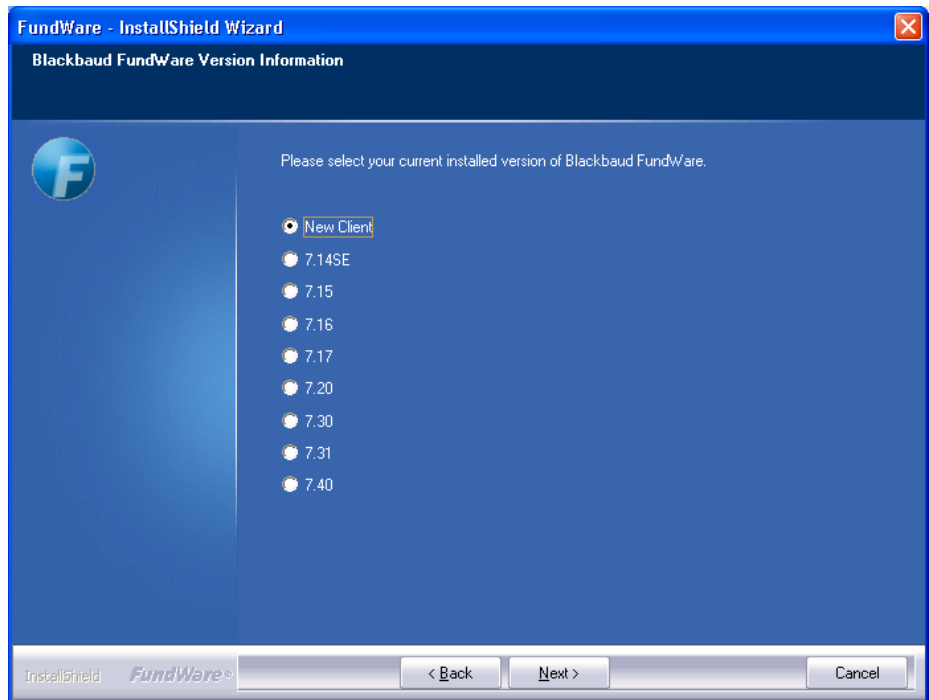 FundWare - InstallShield Wizard
Blackbaud FundWare Version Information
F
Please select your current installed version of Blackbaud FundWare.
New Client
7.14SE
7.15
7.16
7.17
7.20
7.30
7.31
7.40
InstallShield FundWare® < Back Next > Cancel